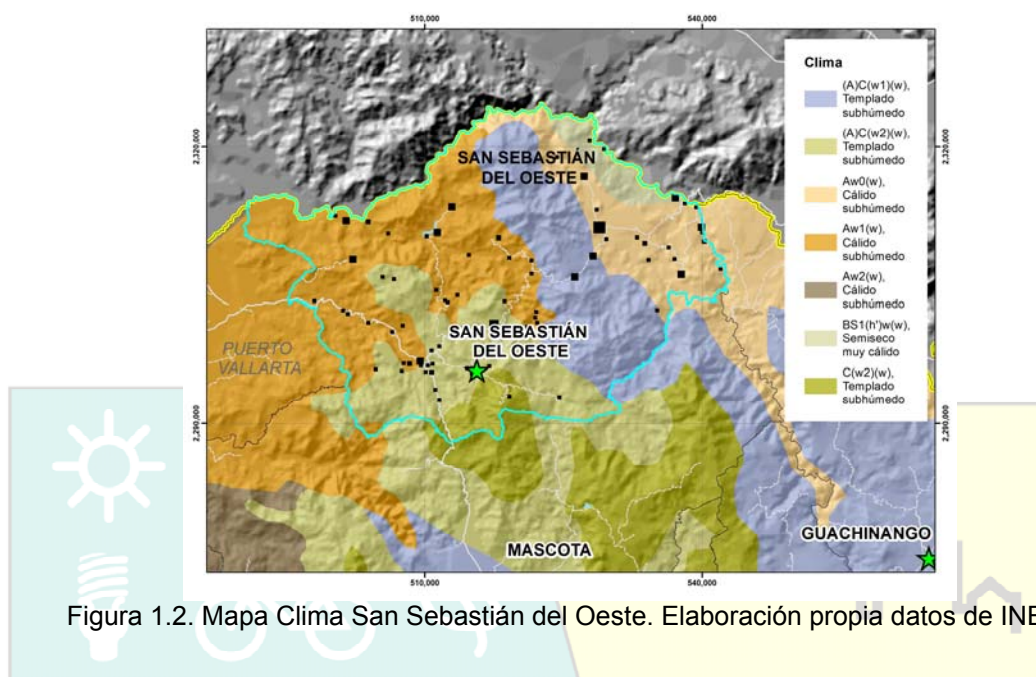 510,000
540,000
2,320,000
2,320,000
SAN SEBASTIÁN
DEL OESTE
SAN SEBASTIÁN
DEL OESTE
PUERTO
VALLARTA
2,290,000
2,290,000
MASCOTA
GUACHINANGO
510,000
540,000
Clima
(A)C(w1)(w),
Templado
subhúmedo
(A)C(w2)(w),
Templado
subhúmedo
Aw0(w),
Cálido
subhúmedo
Aw1(w),
Cálido
subhúmedo
Aw2(w),
Cálido
subhúmedo
BS1(h')w(w),
Semiseco
muy cálido
C(w2)(w),
Templado
subhúmedo
Figura 1.2. Mapa Clima San Sebastián del Oeste. Elaboración propia datos de